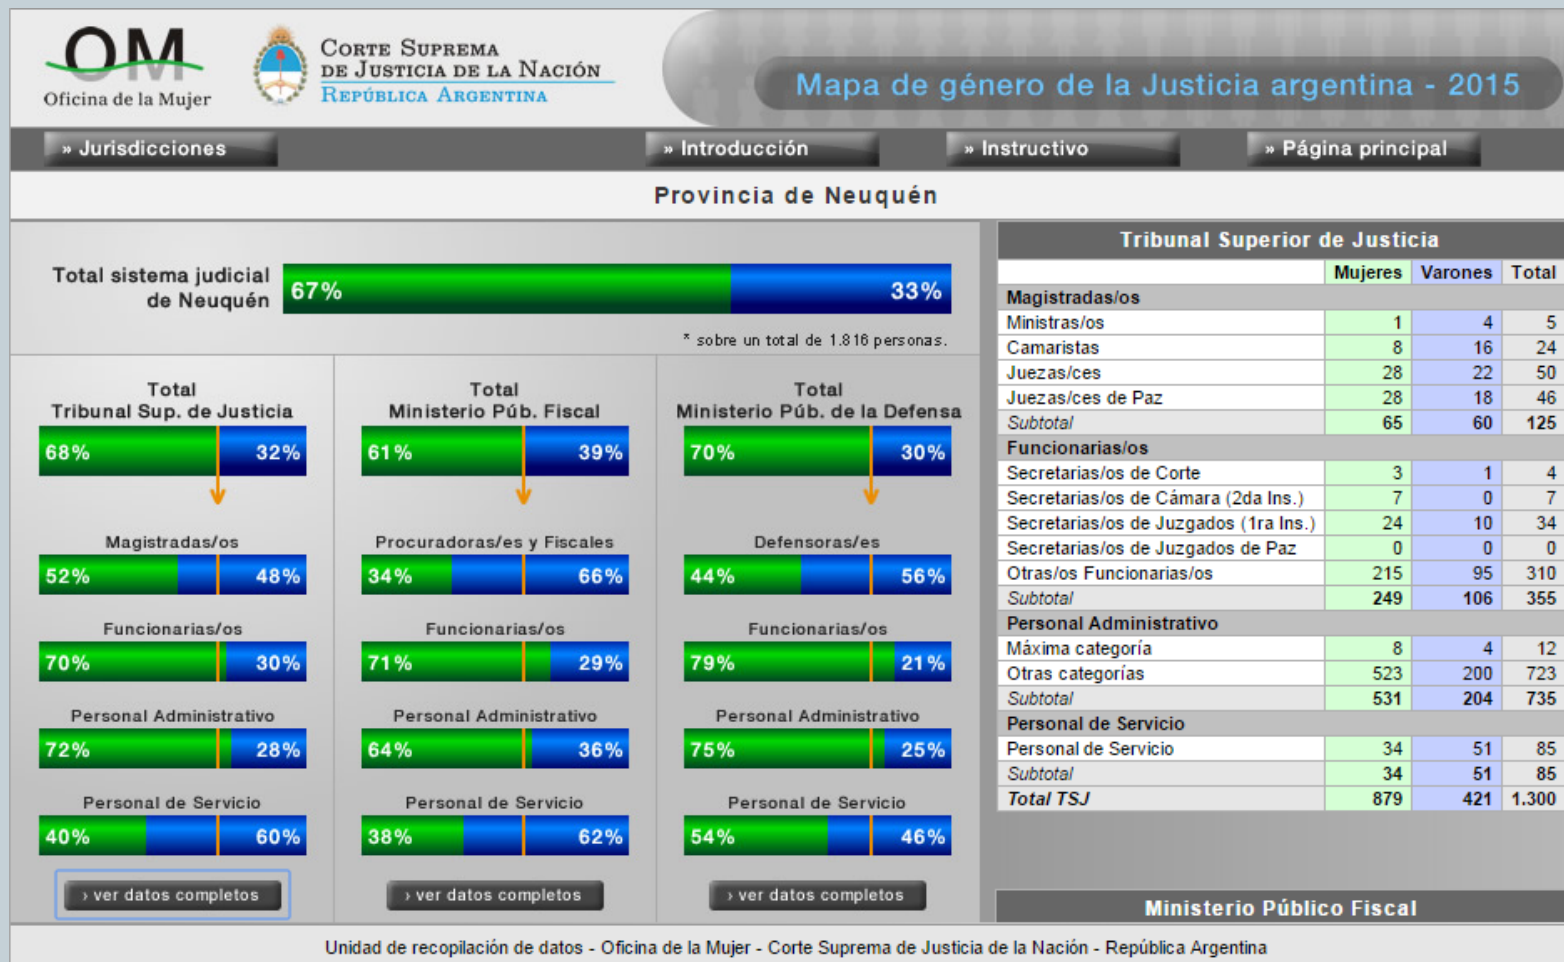 OM
Oficina de la Mujer
CORTE SUPREMA
DE JUSTICIA DE LA NACIÓN
REPÚBLICA ARGENTINA
Mapa de género de la Justicia argentina - 2015
» Jurisdicciones
» Introducción
» Instructivo
» Página principal
Provincia de Neuquén
Total sistema judicial
de Neuquén
67% 33%
* sobre un total de 1.816 personas.
Total
Tribunal Sup. de Justicia
68% 32%
Magistradas/os
52% 48%
Funcionarias/os
70% 30%
Personal Administrativo
72% 28%
Personal de Servicio
40% 60%
› ver datos completos
Total
Ministerio Púb. Fiscal
61% 39%
Procuradoras/es y Fiscales
34% 66%
Funcionarias/os
71% 29%
Personal Administrativo
64% 36%
Personal de Servicio
38% 62%
› ver datos completos
Total
Ministerio Púb. de la Defensa
70% 30%
Defensoras/es
44% 56%
Funcionarias/os
79% 21%
Personal Administrativo
75% 25%
Personal de Servicio
54% 46%
› ver datos completos
Tribunal Superior de Justicia
Mujeres Varones Total
Magistradas/os
Ministras/os 1 4 5
Camaristas 8 16 24
Juezas/ces 28 22 50
Juezas/ces de Paz 28 18 46
Subtotal 65 60 125
Funcionarias/os
Secretarias/os de Corte 3 1 4
Secretarias/os de Cámara (2da Ins.) 7 0 7
Secretarias/os de Juzgados (1ra Ins.) 24 10 34
Secretarias/os de Juzgados de Paz 0 0 0
Otras/os Funcionarias/os 215 95 310
Subtotal 249 106 355
Personal Administrativo
Máxima categoría 8 4 12
Otras categorías 523 200 723
Subtotal 531 204 735
Personal de Servicio
Personal de Servicio 34 51 85
Subtotal 34 51 85
Total TSJ 879 421 1.300
Ministerio Público Fiscal
Unidad de recopilación de datos - Oficina de la Mujer - Corte Suprema de Justicia de la Nación - República Argentina